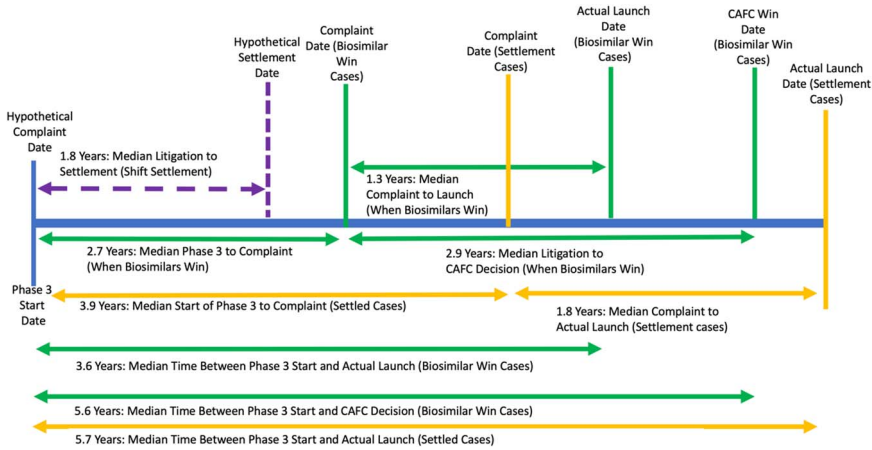 Hypothetical
Settlement
Date
Complaint
Date (Biosimilar
Win
Cases)
Complaint
Date (Settlement
Cases)
Actual Launch
Date
(Biosimilar Win
Cases)
CAFC Win
Date
(Biosimilar Win
Cases)
Actual Launch
Date (Settlement
Cases)
Hypothetical
Complaint
Date
1.8 Years: Median Litigation to
Settlement (Shift Settlement)
1.3 Years: Median
Complaint to Launch
(When Biosimilars Win)
2.7 Years: Median Phase 3 to Complaint
(When Biosimilars Win)
2.9 Years: Median Litigation to
CAFC Decision (When Biosimilars Win)
Phase 3
Start
Date
3.9 Years: Median Start of Phase 3 to Complaint (Settled Cases)
1.8 Years: Median Complaint to
Actual Launch (Settlement cases)
3.6 Years: Median Time Between Phase 3 Start and Actual Launch (Biosimilar Win Cases)
5.6 Years: Median Time Between Phase 3 Start and CAFC Decision (Biosimilar Win Cases)
5.7 Years: Median Time Between Phase 3 Start and Actual Launch (Settled Cases)